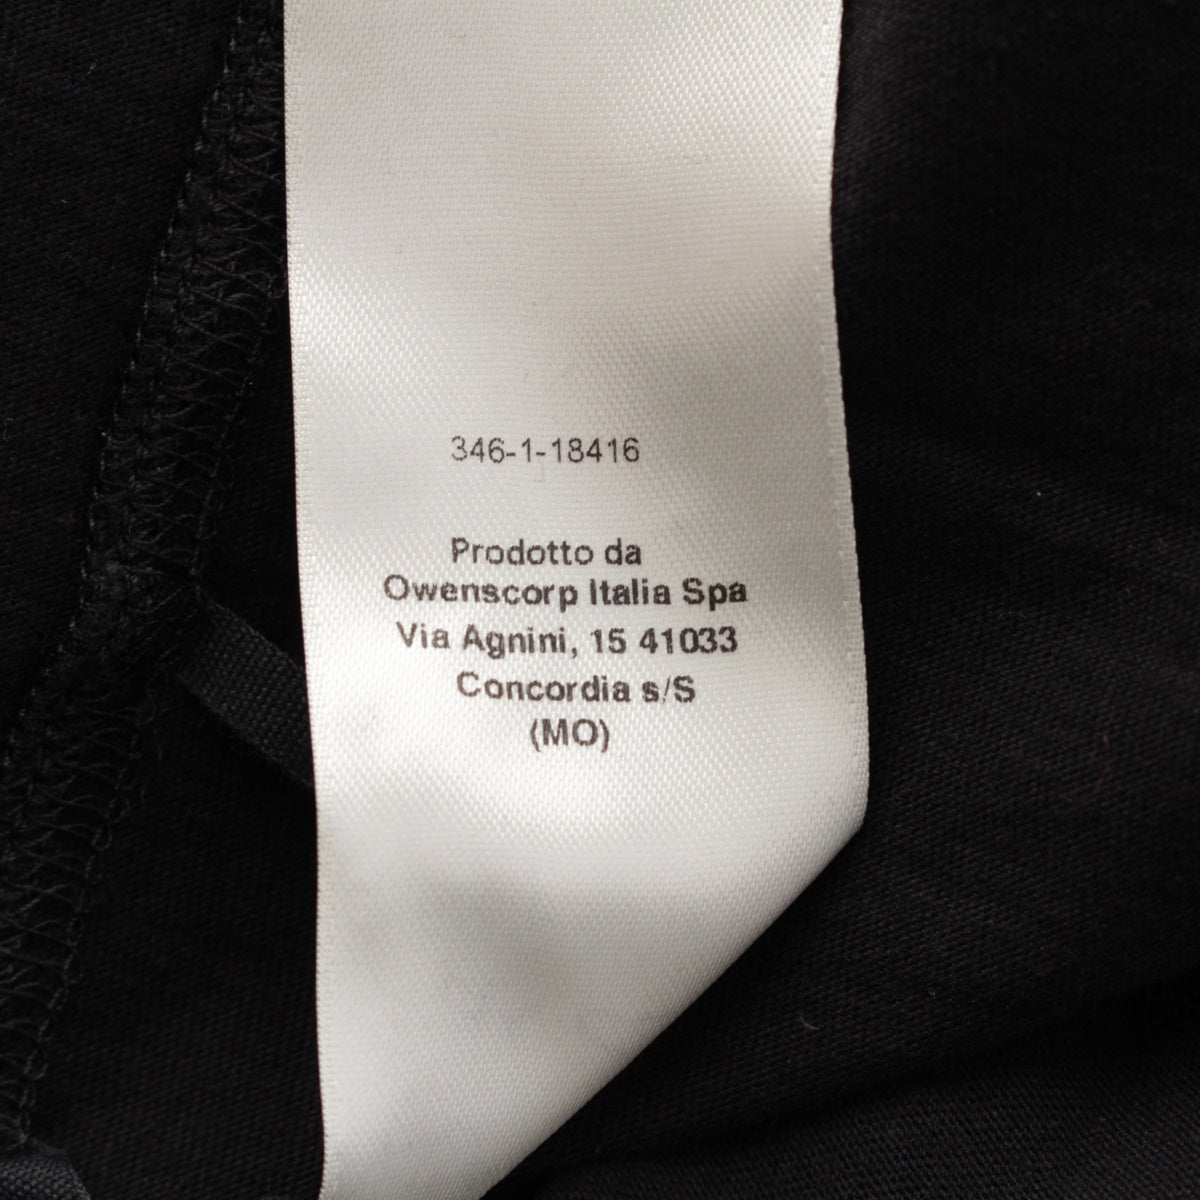 346-1-18416
Prodotto da
Owenscorp Italia Spa
Via Agnini, 15 41033
Concordia s/S
(MO)